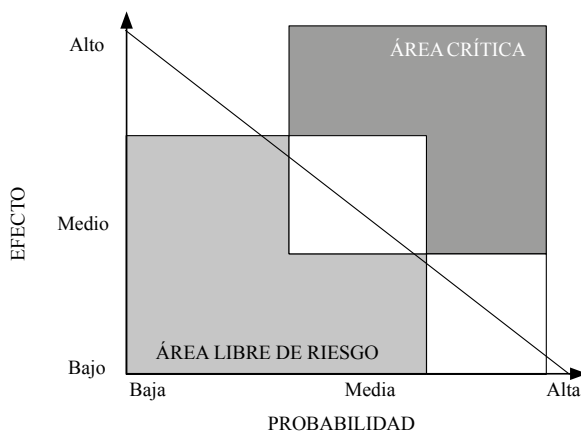 Alto
ÁREA CRÍTICA
EFECTO
Medio
ÁREA LIBRE DE RIESGO
Bajo
Baja
Media
Alta
PROBABILIDAD